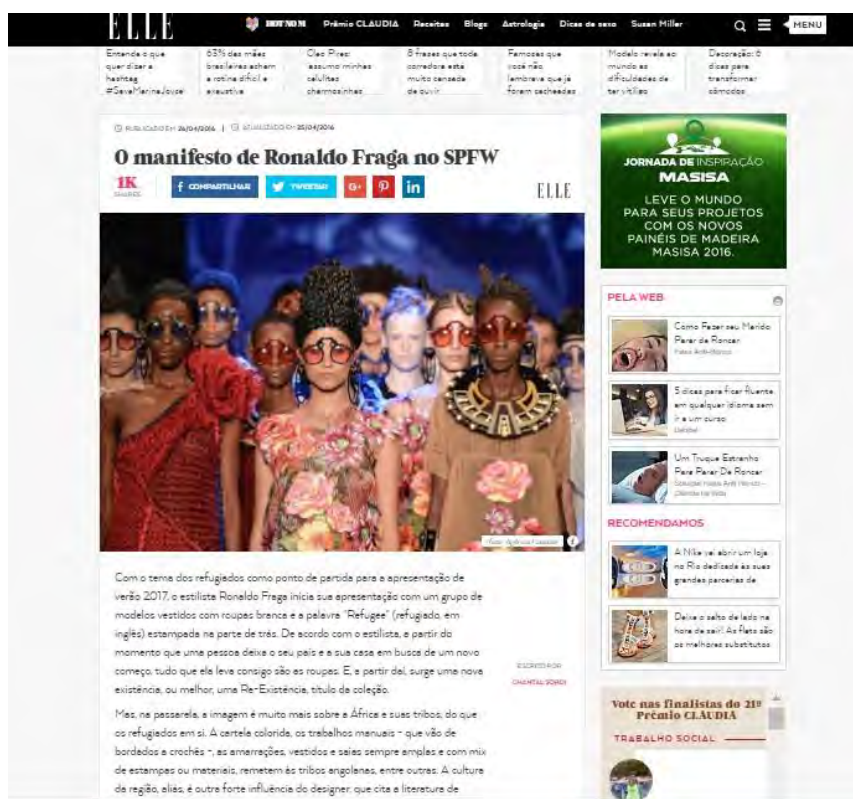 ELLE
HOT NO M Prêmio CLAUDIA Receitas Blogs Astrologia Dicas de sexo Susan Miller MENU
Entenda o que
quer dizer a
hashtag
#SaveMarinaJoyce
63% das mães
brasileiras acham
a rotina difícil e
exaustiva
Cleo Pires:
"assumo minhas
celulites
charmosinhas
8 frases que toda
corredora está
muito cansada
de ouvir
Famosas que
você não
lembrava que já
foram cacheadas
Modelo revela ao
mundo as
dificuldades de
ter vitiligo
Decoração: 6
dicas para
transformar
cômodos
PUBLICADO EM 24/04/2016 | ATUALIZADO EM 25/04/2016
O manifesto de Ronaldo Fraga no SPFW
1K
SHARES
COMPARTILHAR
TWEETAR
G+
in
ELLE
Com o tema dos refugiados como ponto de partida para a apresentação de
verão 2017, o estilista Ronaldo Fraga inicia sua apresentação com um grupo de
modelos vestidos com roupas branca e a palavra "Refugee" (refugiado, em
inglês) estampada na parte de trás. De acordo com o estilista, a partir do
momento que uma pessoa deixa o seu país e a sua casa em busca de um novo
começo, tudo que ela leva consigo são as roupas. E, a partir daí, surge uma nova
existência, ou melhor, uma Re-Existência, título da coleção.
Mas, na passarela, a imagem é muito mais sobre a África e suas tribos, do que
os refugiados em si. A cartela colorida, os trabalhos manuais - que vão de
bordados a crochês -, as amarrações, vestidos e saias sempre amplas e com mix
de estampas ou materiais, remetem às tribos angolanas, entre outras. A cultura
da região, aliás, é outra forte influência do designer, que cita a literatura de
ESCRITO POR
CHANTAL SORDI
JORNADA DE INSPIRAÇÃO
MASISA
LEVE O MUNDO
PARA SEUS PROJETOS
COM OS NOVOS
PAINÉIS DE MADEIRA
MASISA 2016.
PELA WEB
Como Fazer seu Marido
Parar de Roncar
5 dicas para ficar fluente
em qualquer idioma sem
ir a um curso
Um Truque Estranho
Para Parar De Roncar
RECOMENDAMOS
A Nike vai abrir um loja
no Rio dedicada às suas
grandes parcerias de
Deixe o salto de lado na
hora de sair! As flats são
os melhores substitutos
Vote nas finalistas do 21º
Prêmio CLAUDIA
TRABALHO SOCIAL